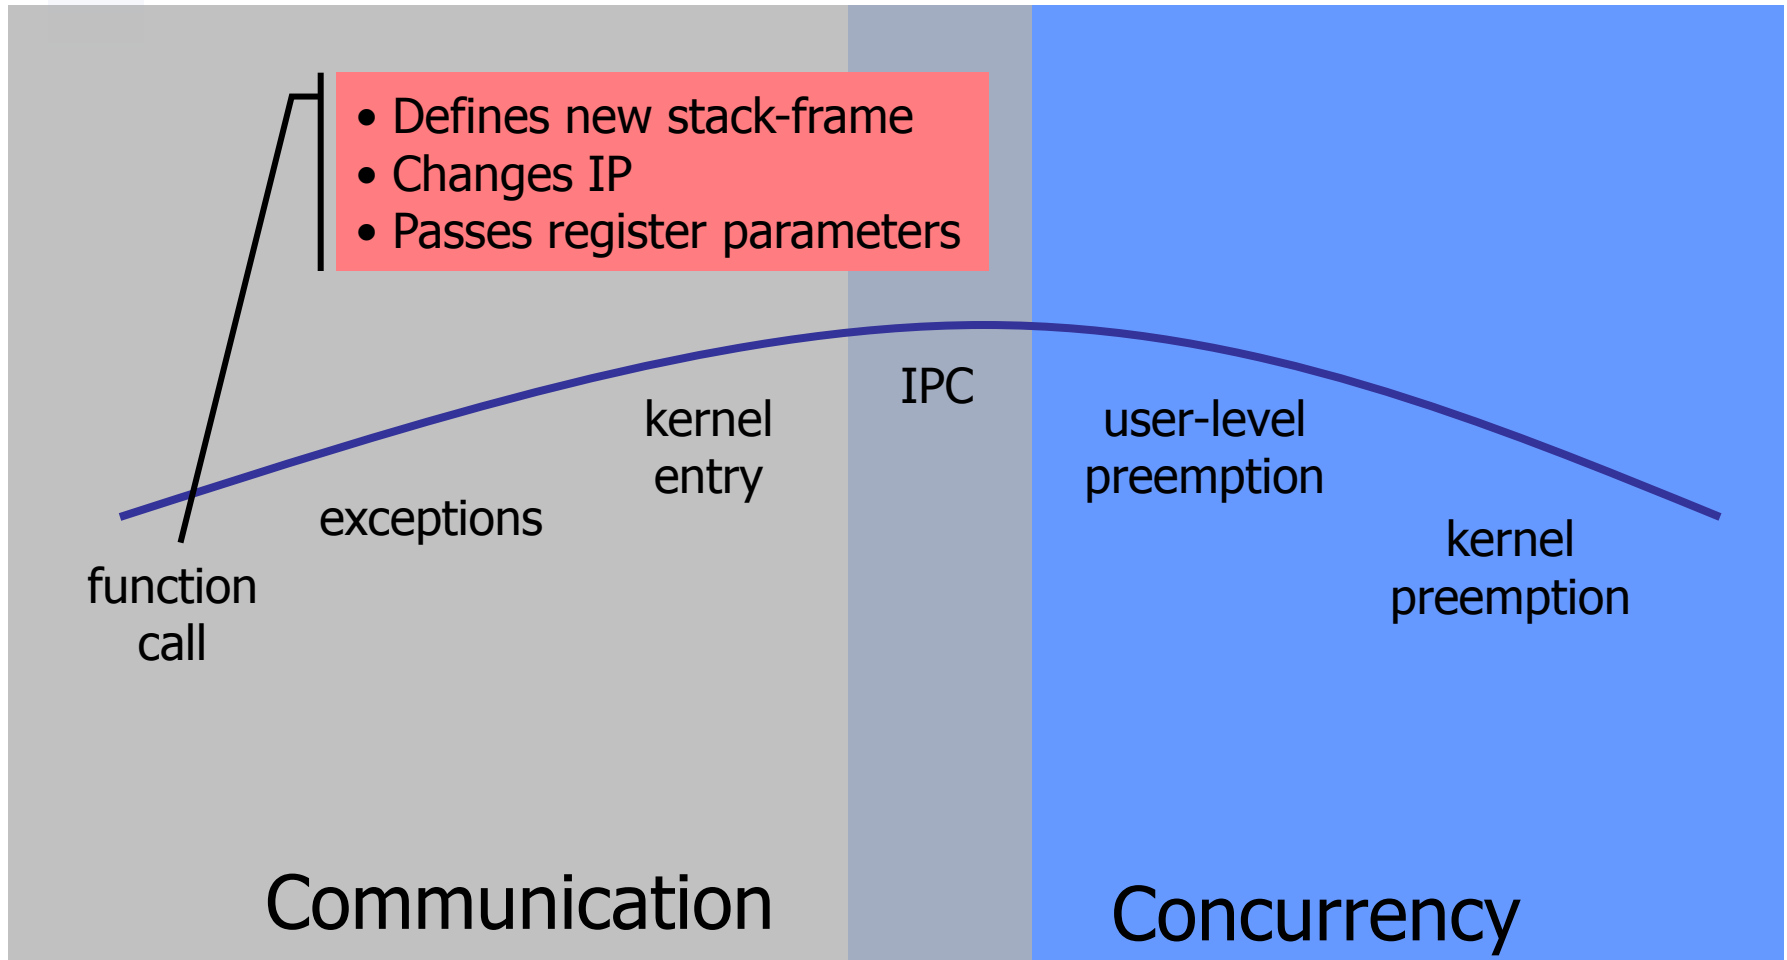 • Defines new stack-frame
• Changes IP
• Passes register parameters
IPC
kernel
entry
user-level
preemption
exceptions
kernel
preemption
function
call
Communication
Concurrency